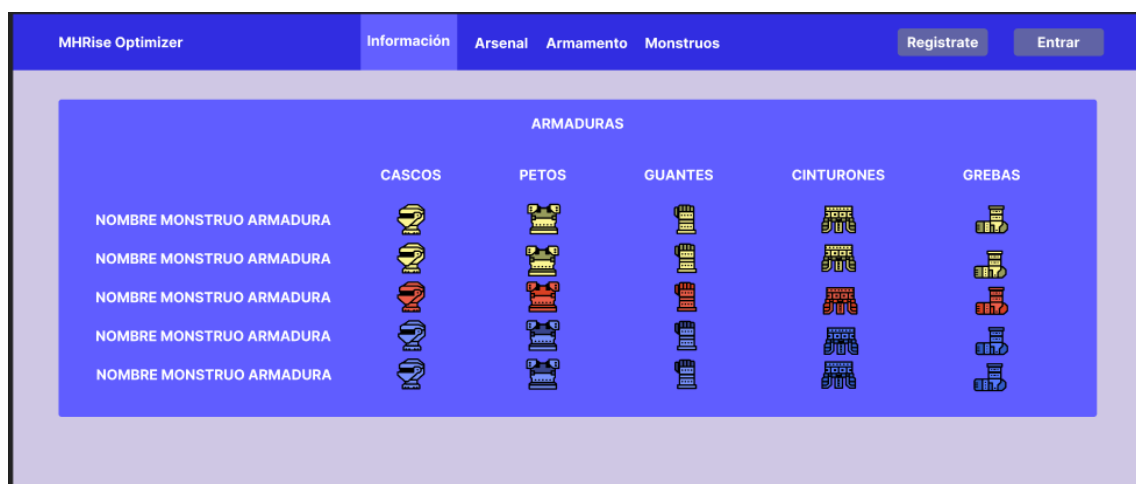 MHRise Optimizer Información Arsenal Armamento Monstruos Registrate Entrar
ARMADURAS
CASCOS PETOS GUANTES CINTURONES GREBAS
NOMBRE MONSTRUO ARMADURA
NOMBRE MONSTRUO ARMADURA
NOMBRE MONSTRUO ARMADURA
NOMBRE MONSTRUO ARMADURA
NOMBRE MONSTRUO ARMADURA